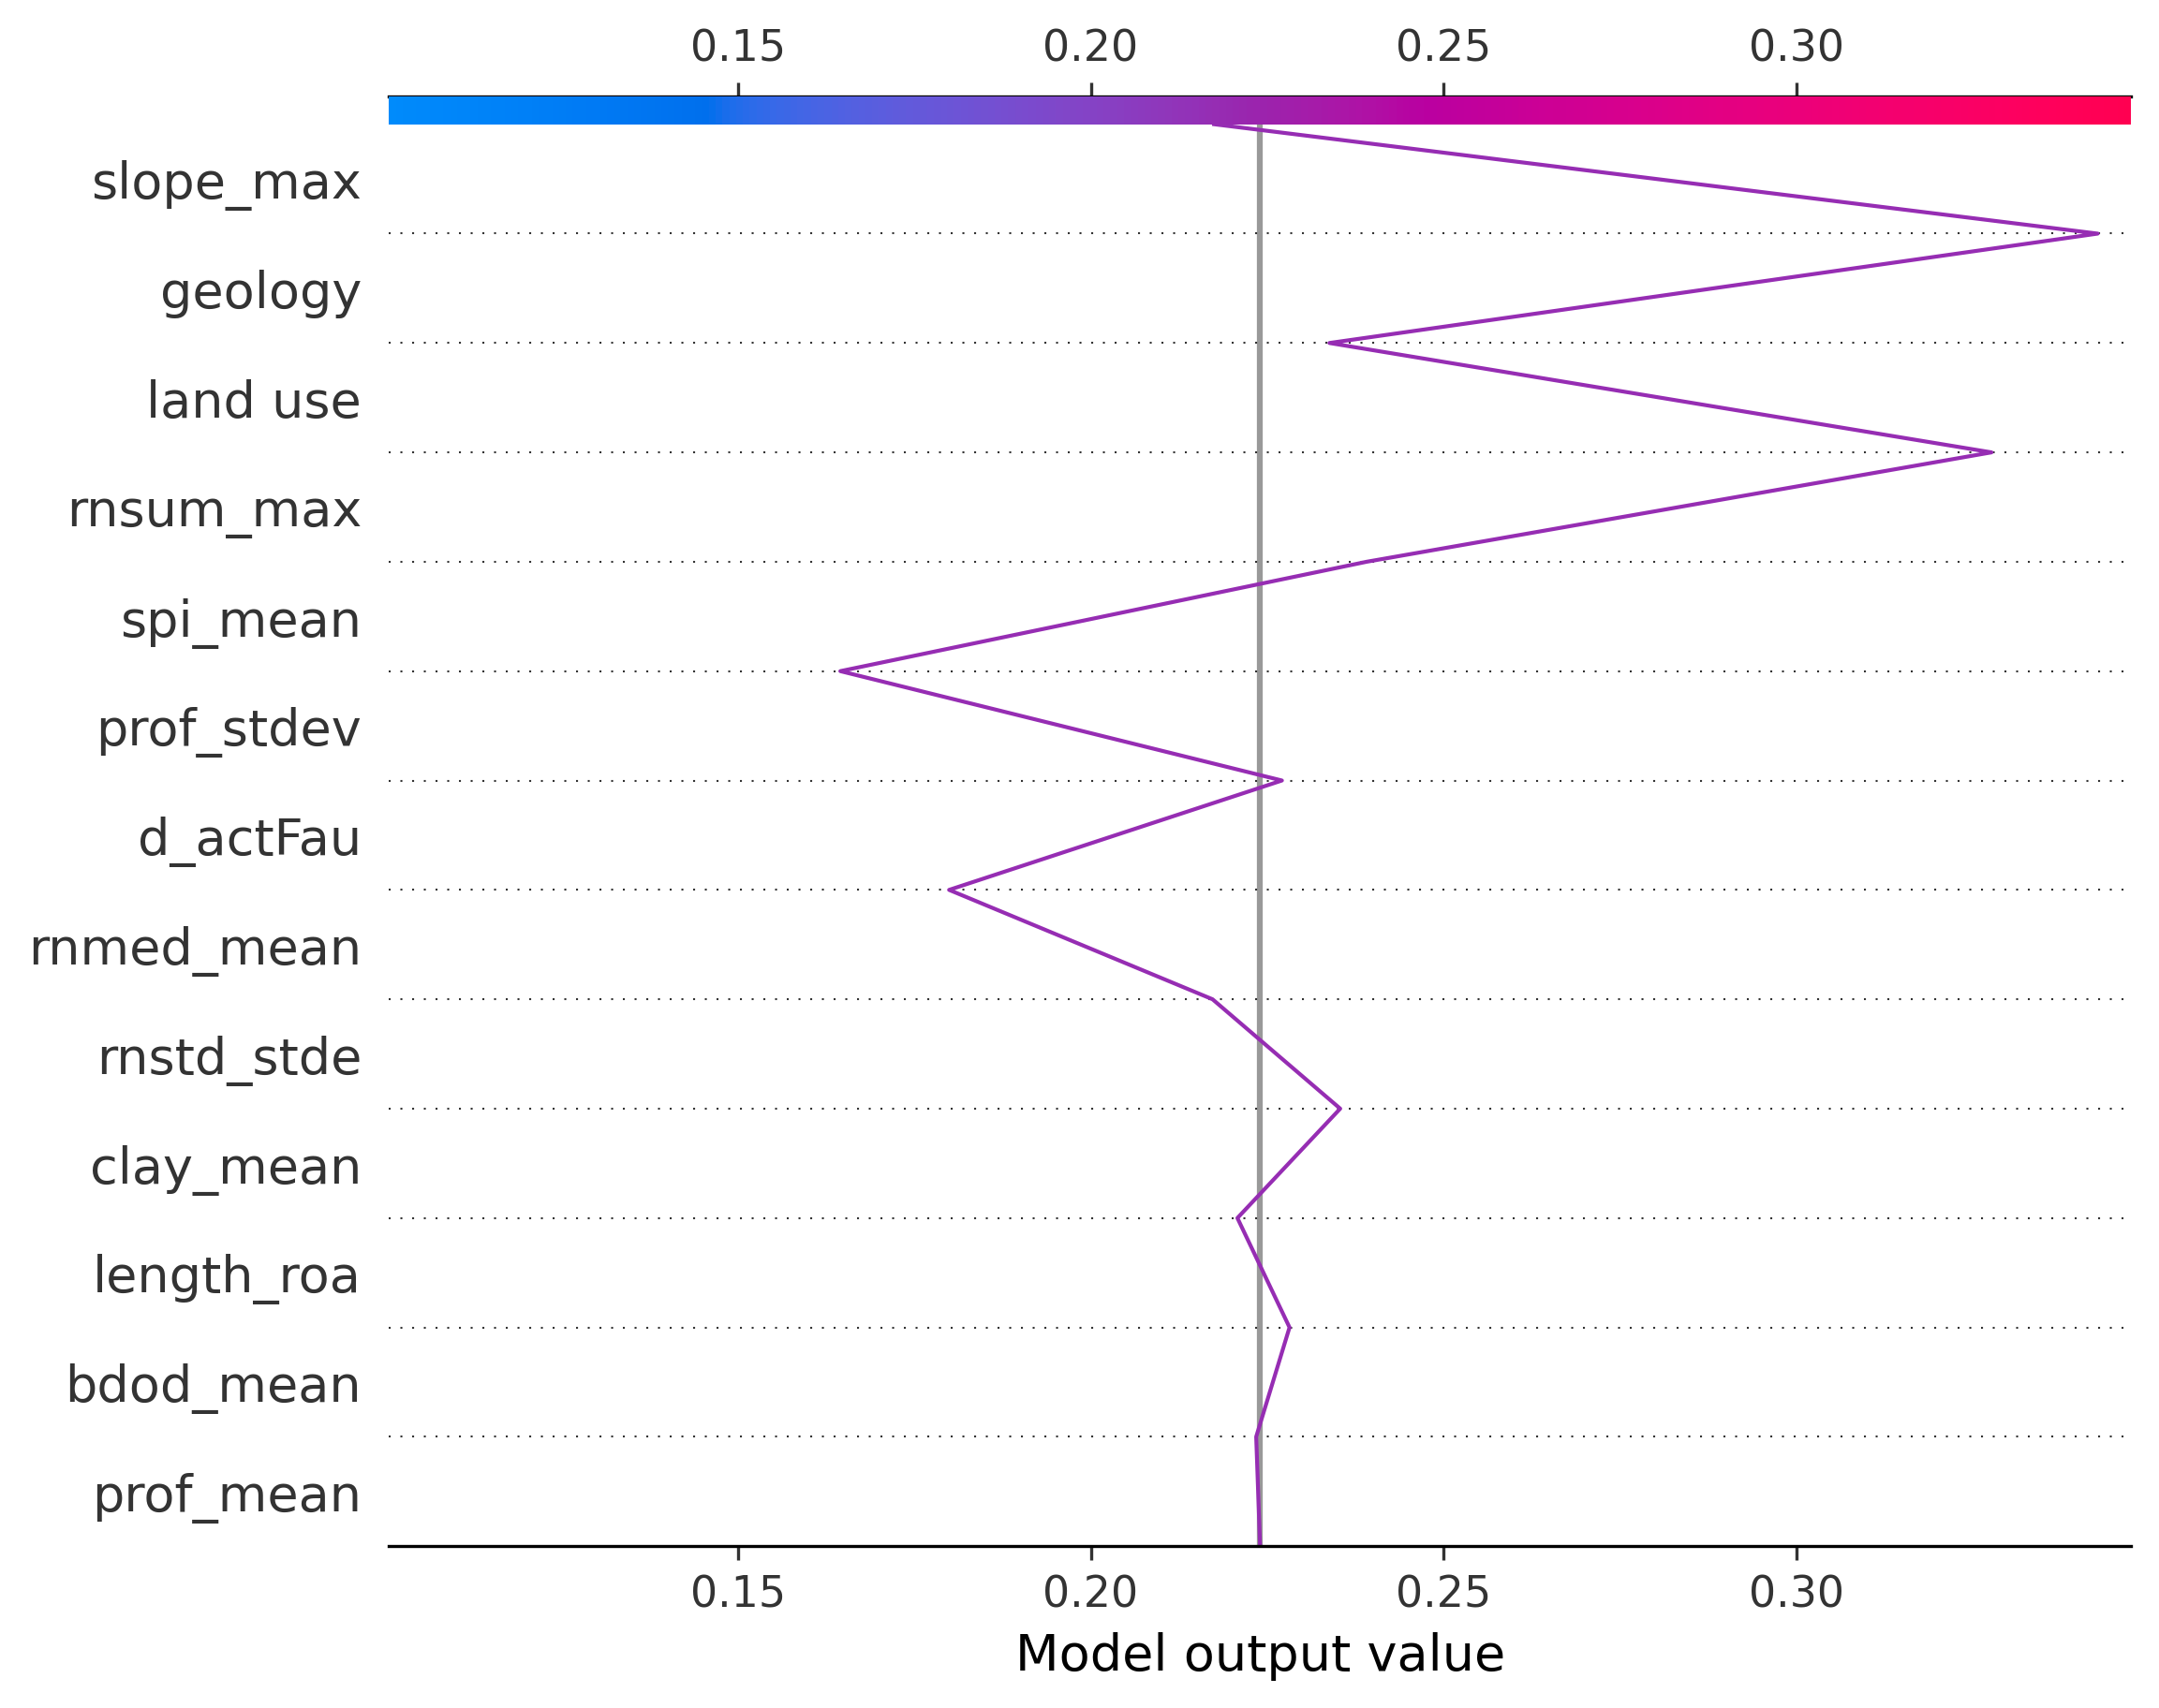 0.15 0.20 0.25 0.30
slope_max
geology
land use
rnsum_max
spi_mean
prof_stdev
d_actFau
rnmed_mean
rnstd_stde
clay_mean
length_roa
bdod_mean
prof_mean
0.15 0.20 0.25 0.30
Model output value